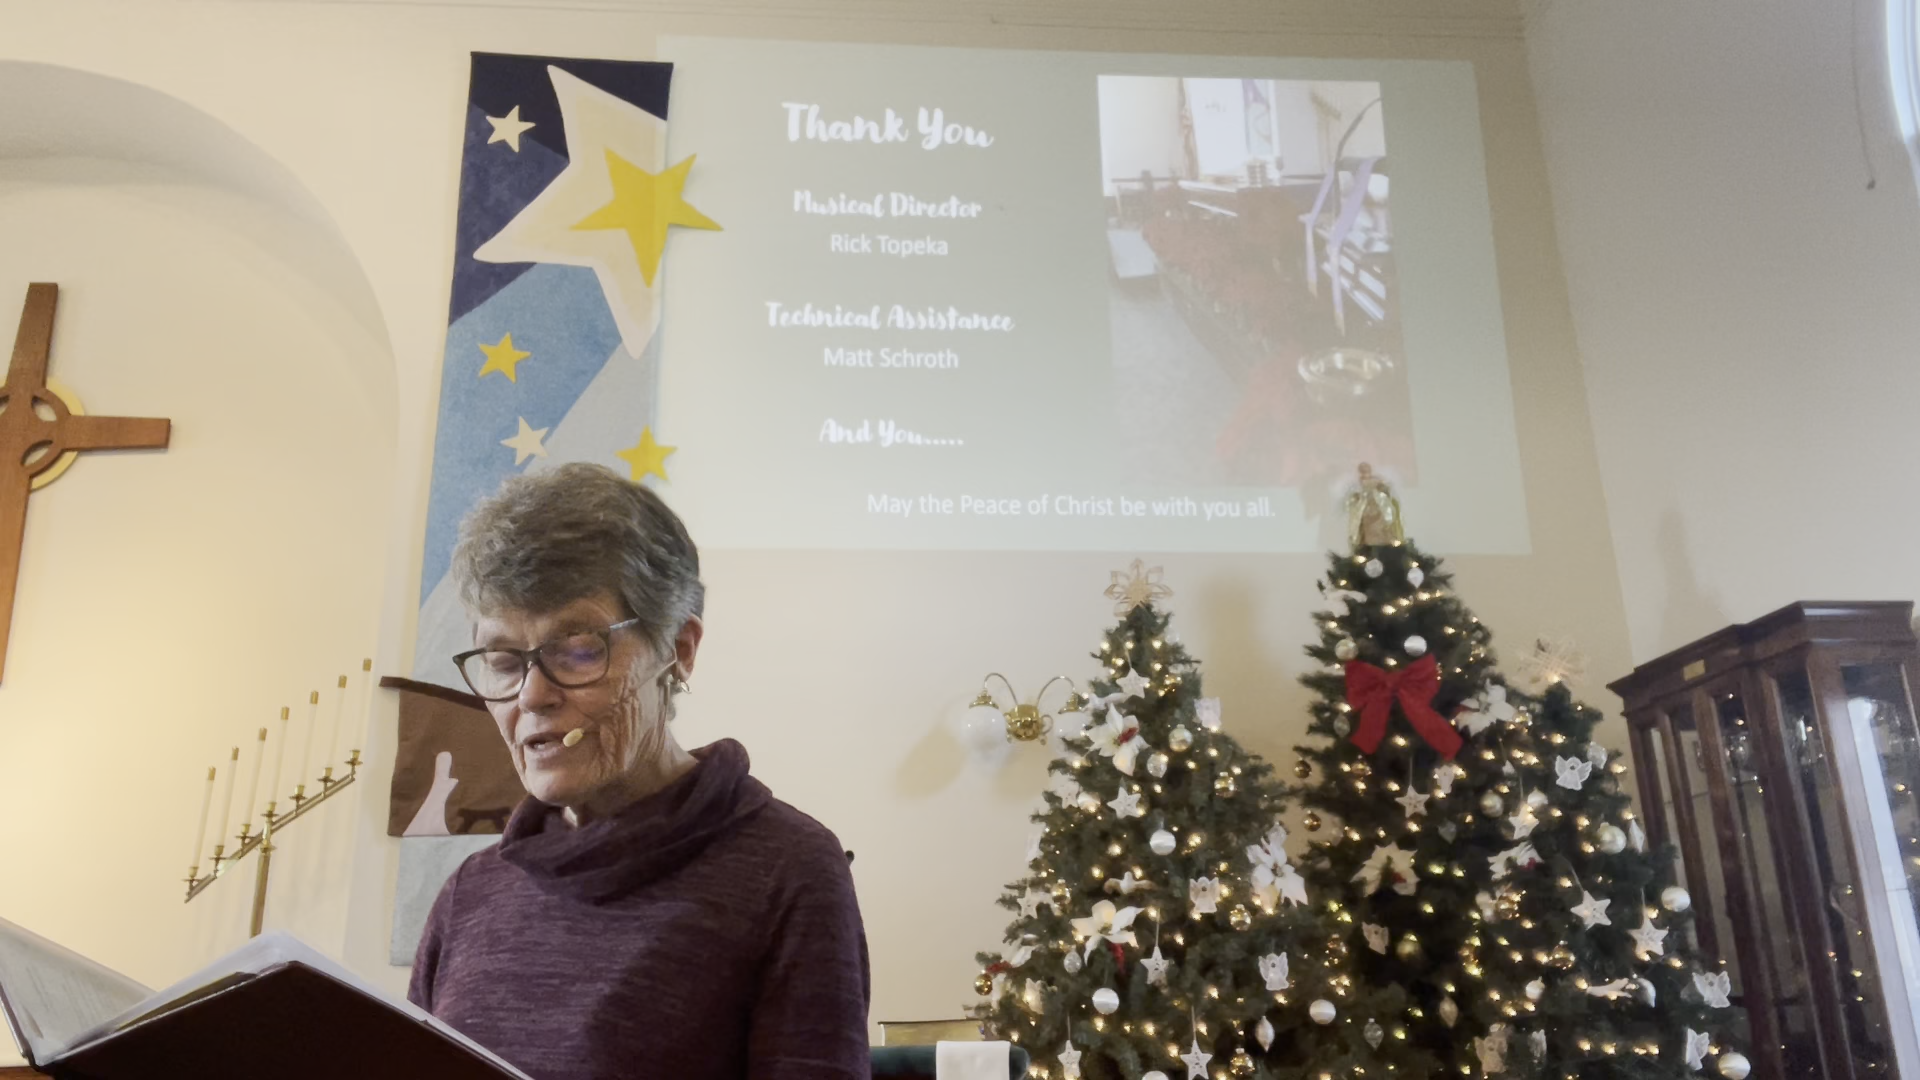 Thank You
Musical Director
Rick Topeka
Technical Assistance
Matt Schroth
And You.....
May the Peace of Christ be with you all.